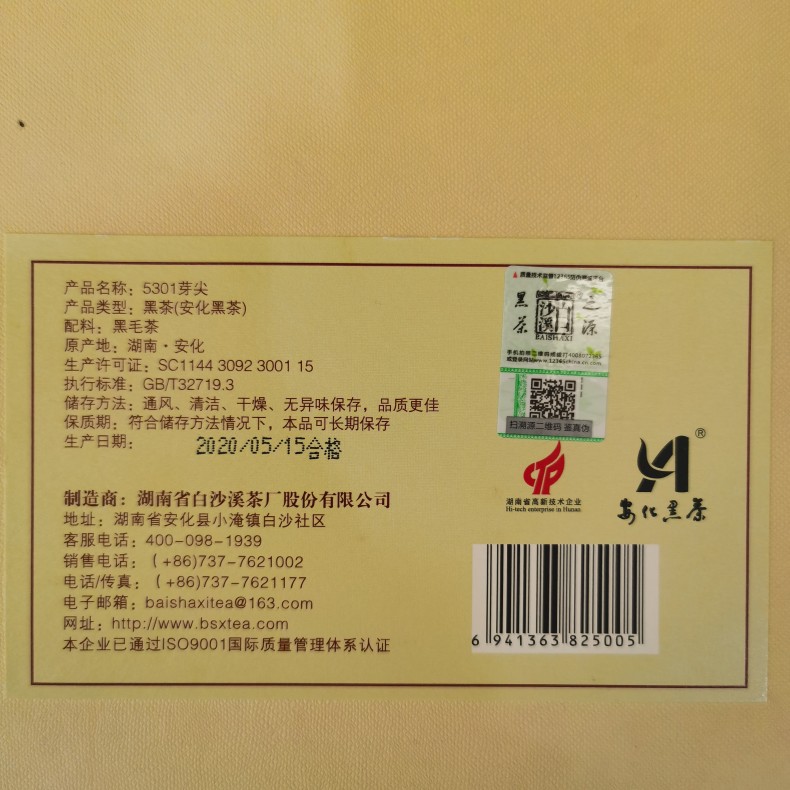 产品名称：5301芽尖
产品类型：黑茶(安化黑茶)
配料：黑毛茶
原产地：湖南·安化
生产许可证：SC1144 3092 3001 15
执行标准：GB/T32719.3
储存方法：通风、清洁、干燥、无异味保存，品质更佳
保质期：符合储存方法情况下，本品可长期保存
生产日期：
2020/05/15合格
制造商：湖南省白沙溪茶厂股份有限公司
地址：湖南省安化县小淹镇白沙社区
客服电话：400-098-1939
销售电话：(+86)737-7621002
电话/传真：(+86)737-7621177
电子邮箱：baishaxitea@163.com
网址：http://www.bsxtea.com
本企业已通过ISO9001国际质量管理体系认证
黑茶
白沙溪
之源
BAISHAXI
扫溯源二维码 鉴真伪
湖南省高新技术企业
Hi-tech enterprise in Hunan.
®
安化黑茶
6 941363 825005